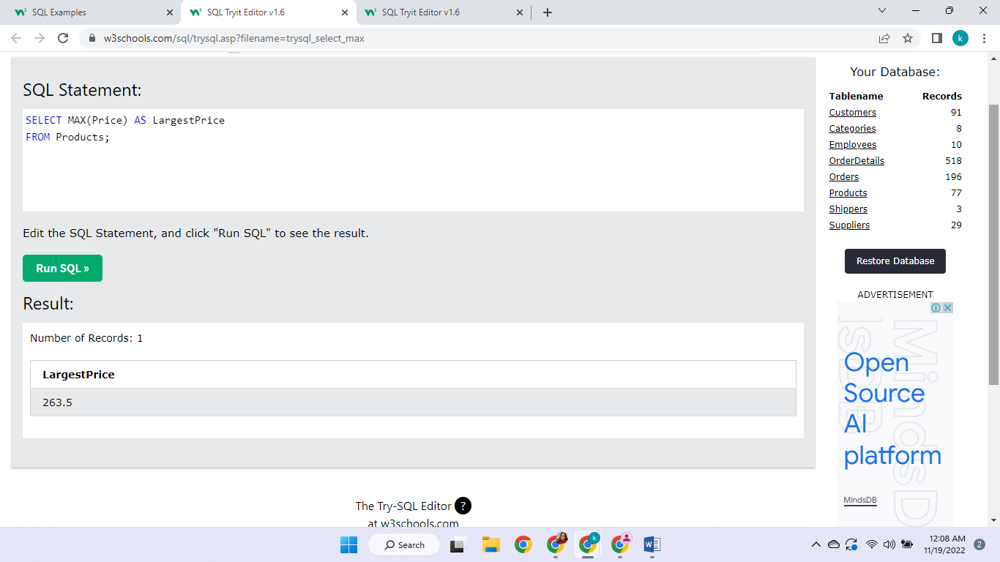 SQL Examples
SQL Tryit Editor v1.6
SQL Tryit Editor v1.6
w3schools.com/sql/trysql.asp?filename=trysql_select_max
k
SQL Statement:
SELECT MAX(Price) AS LargestPrice
FROM Products;
Edit the SQL Statement, and click "Run SQL" to see the result.
Run SQL »
Result:
Number of Records: 1
LargestPrice
263.5
The Try-SQL Editor ?
at w3schools.com
Your Database:
Tablename Records
Customers 91
Categories 8
Employees 10
OrderDetails 518
Orders 196
Products 77
Shippers 3
Suppliers 29
Restore Database
ADVERTISEMENT
MindsD
]sDB
Open
Source
AI
platform
MindsDB
Search
k
12:08 AM
11/19/2022
2